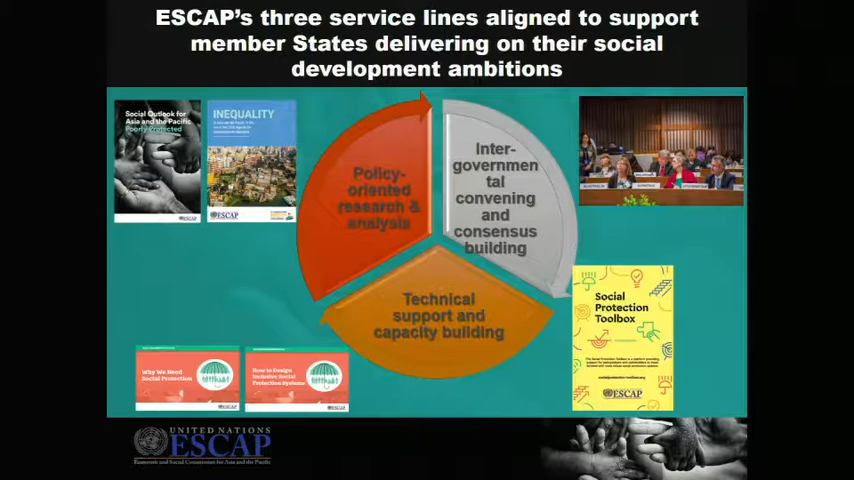 ESCAP's three service lines aligned to support
member States delivering on their social
development ambitions
Social Outlook for
Asia and the Pacific
Poorly Protected
ESCAP
INEQUALITY
ESCAP
Policy-
oriented
research &
analysis
Inter-
governmen
tal
convening
and
consensus
building
Technical
support and
capacity building
Why We Need
Social Protection
How to Design
Inclusive Social
Protection Systems
Social
Protection
Toolbox
ESCAP
UNITED NATIONS
ESCAP
Economic and Social Commission for Asia and the Pacific